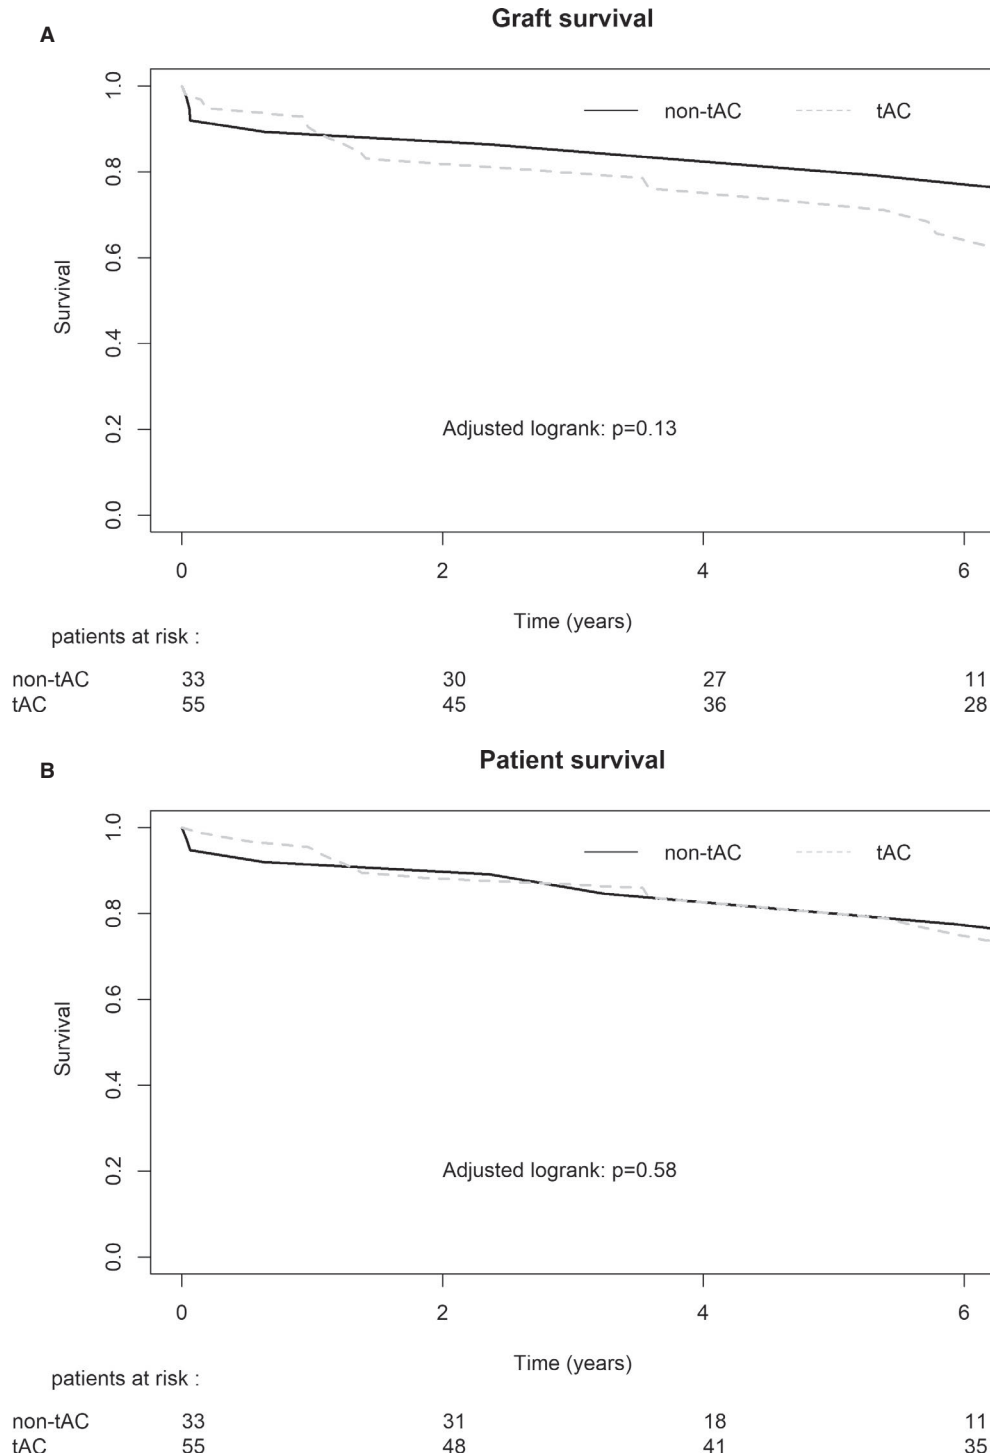 Graft survival
A
non-tAC tAC
1.0
0.8
0.6
0.4
0.2
0.0
Survival
Adjusted logrank: p=0.13
0 2 4 6
Time (years)
patients at risk :
non-tAC 33 30 27 11
tAC 55 45 36 28
Patient survival
B
non-tAC tAC
1.0
0.8
0.6
0.4
0.2
0.0
Survival
Adjusted logrank: p=0.58
0 2 4 6
Time (years)
patients at risk :
non-tAC 33 31 18 11
tAC 55 48 41 35